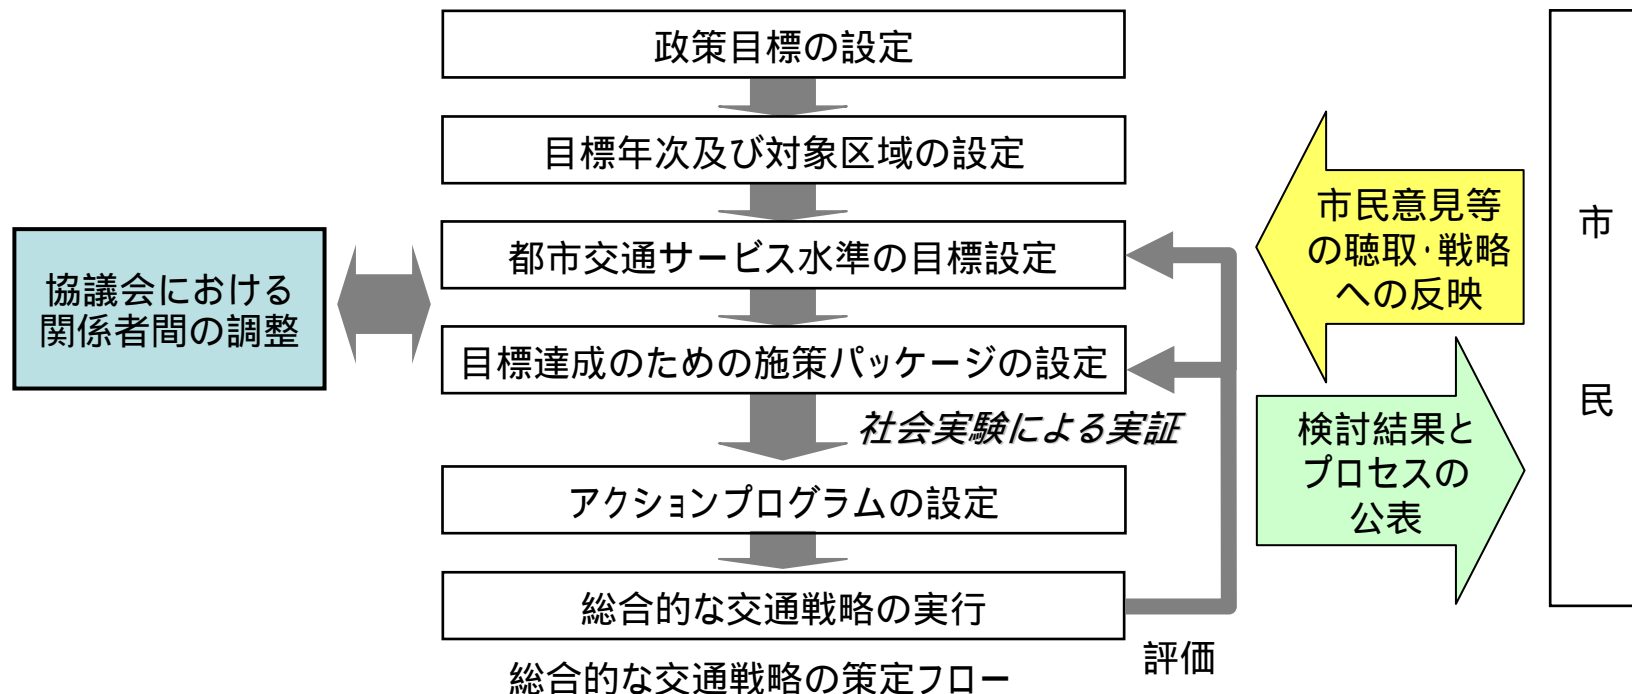 政策目標の設定
目標年次及び対象区域の設定
都市交通サービス水準の目標設定
目標達成のための施策パッケージの設定
社会実験による実証
アクションプログラムの設定
総合的な交通戦略の実行
評価
総合的な交通戦略の策定フロー
協議会における
関係者間の調整
市民意見等
の聴取・戦略
への反映
検討結果と
プロセスの
公表
市
民